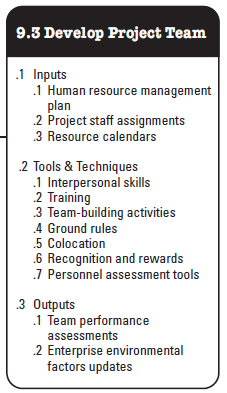 9.3 Develop Project Team
.1 Inputs
.1 Human resource management
plan
.2 Project staff assignments
.3 Resource calendars
.2 Tools & Techniques
.1 Interpersonal skills
.2 Training
.3 Team-building activities
.4 Ground rules
.5 Colocation
.6 Recognition and rewards
.7 Personnel assessment tools
.3 Outputs
.1 Team performance
assessments
.2 Enterprise environmental
factors updates